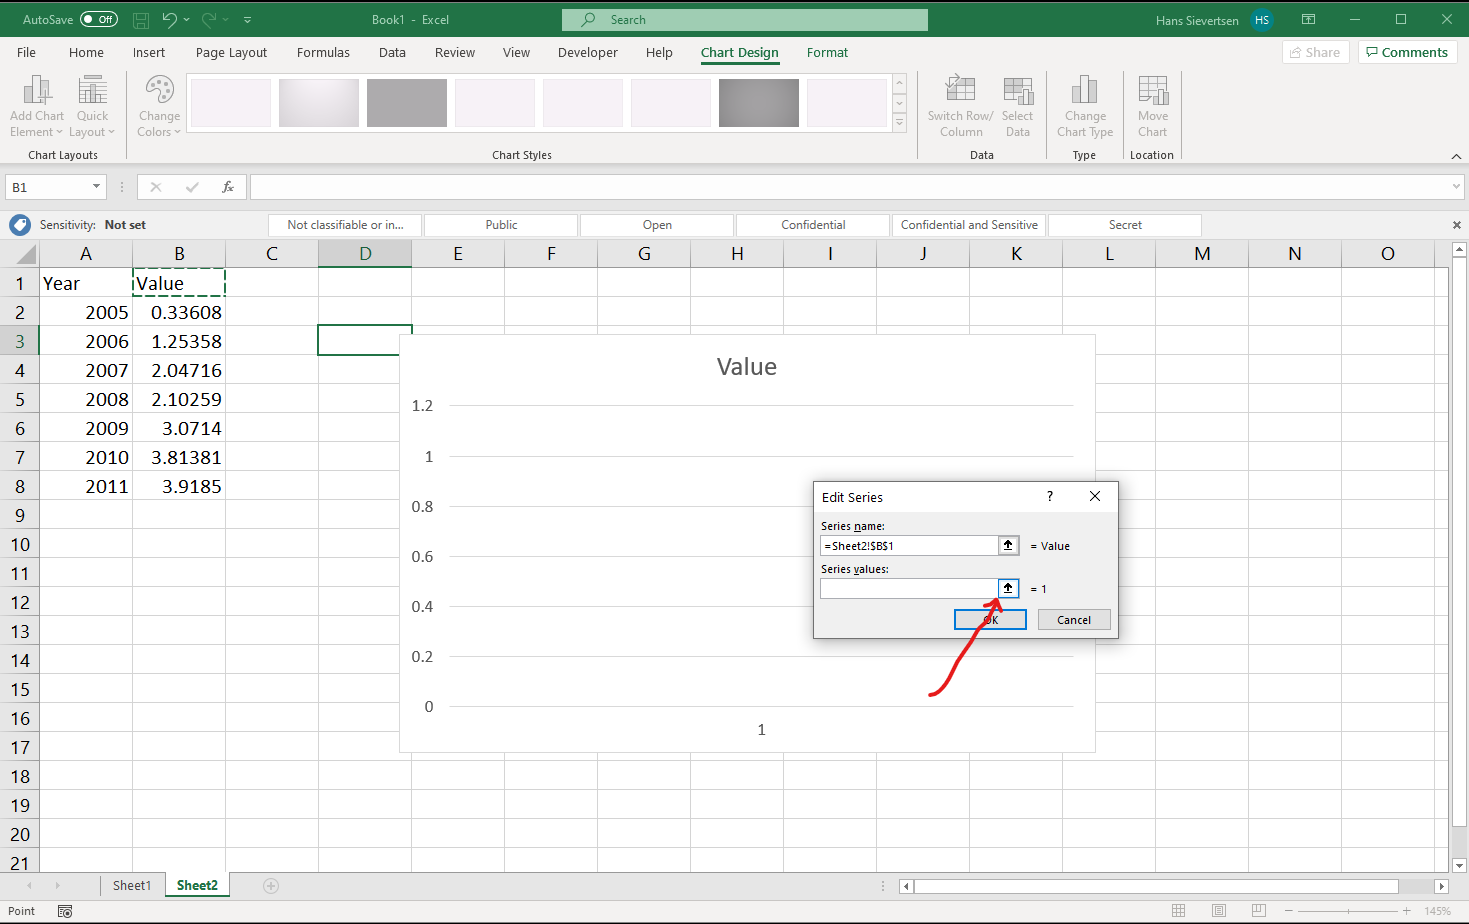 AutoSave Off Book1 - Excel Search Hans Sievertsen HS
File Home Insert Page Layout Formulas Data Review View Developer Help Chart Design Format Share Comments
Add Chart Element Quick Layout Change Colors Switch Row/ Column Select Data Change Chart Type Move Chart
Chart Layouts Chart Styles Data Type Location
B1 fx
Sensitivity: Not set Not classifiable or in... Public Open Confidential Confidential and Sensitive Secret
A B C D E F G H I J K L M N O
1 Year Value
2 2005 0.33608
3 2006 1.25358
4 2007 2.04716
5 2008 2.10259
6 2009 3.0714
7 2010 3.81381
8 2011 3.9185
9
10
11
12
13
14
15
16
17
18
19
20
21
Value
1.2
1
0.8
0.6
0.4
0.2
0
1
Edit Series ?
Series name:
=Sheet2!$B$1 = Value
Series values:
= 1
OK Cancel
Sheet1 Sheet2
Point 145%